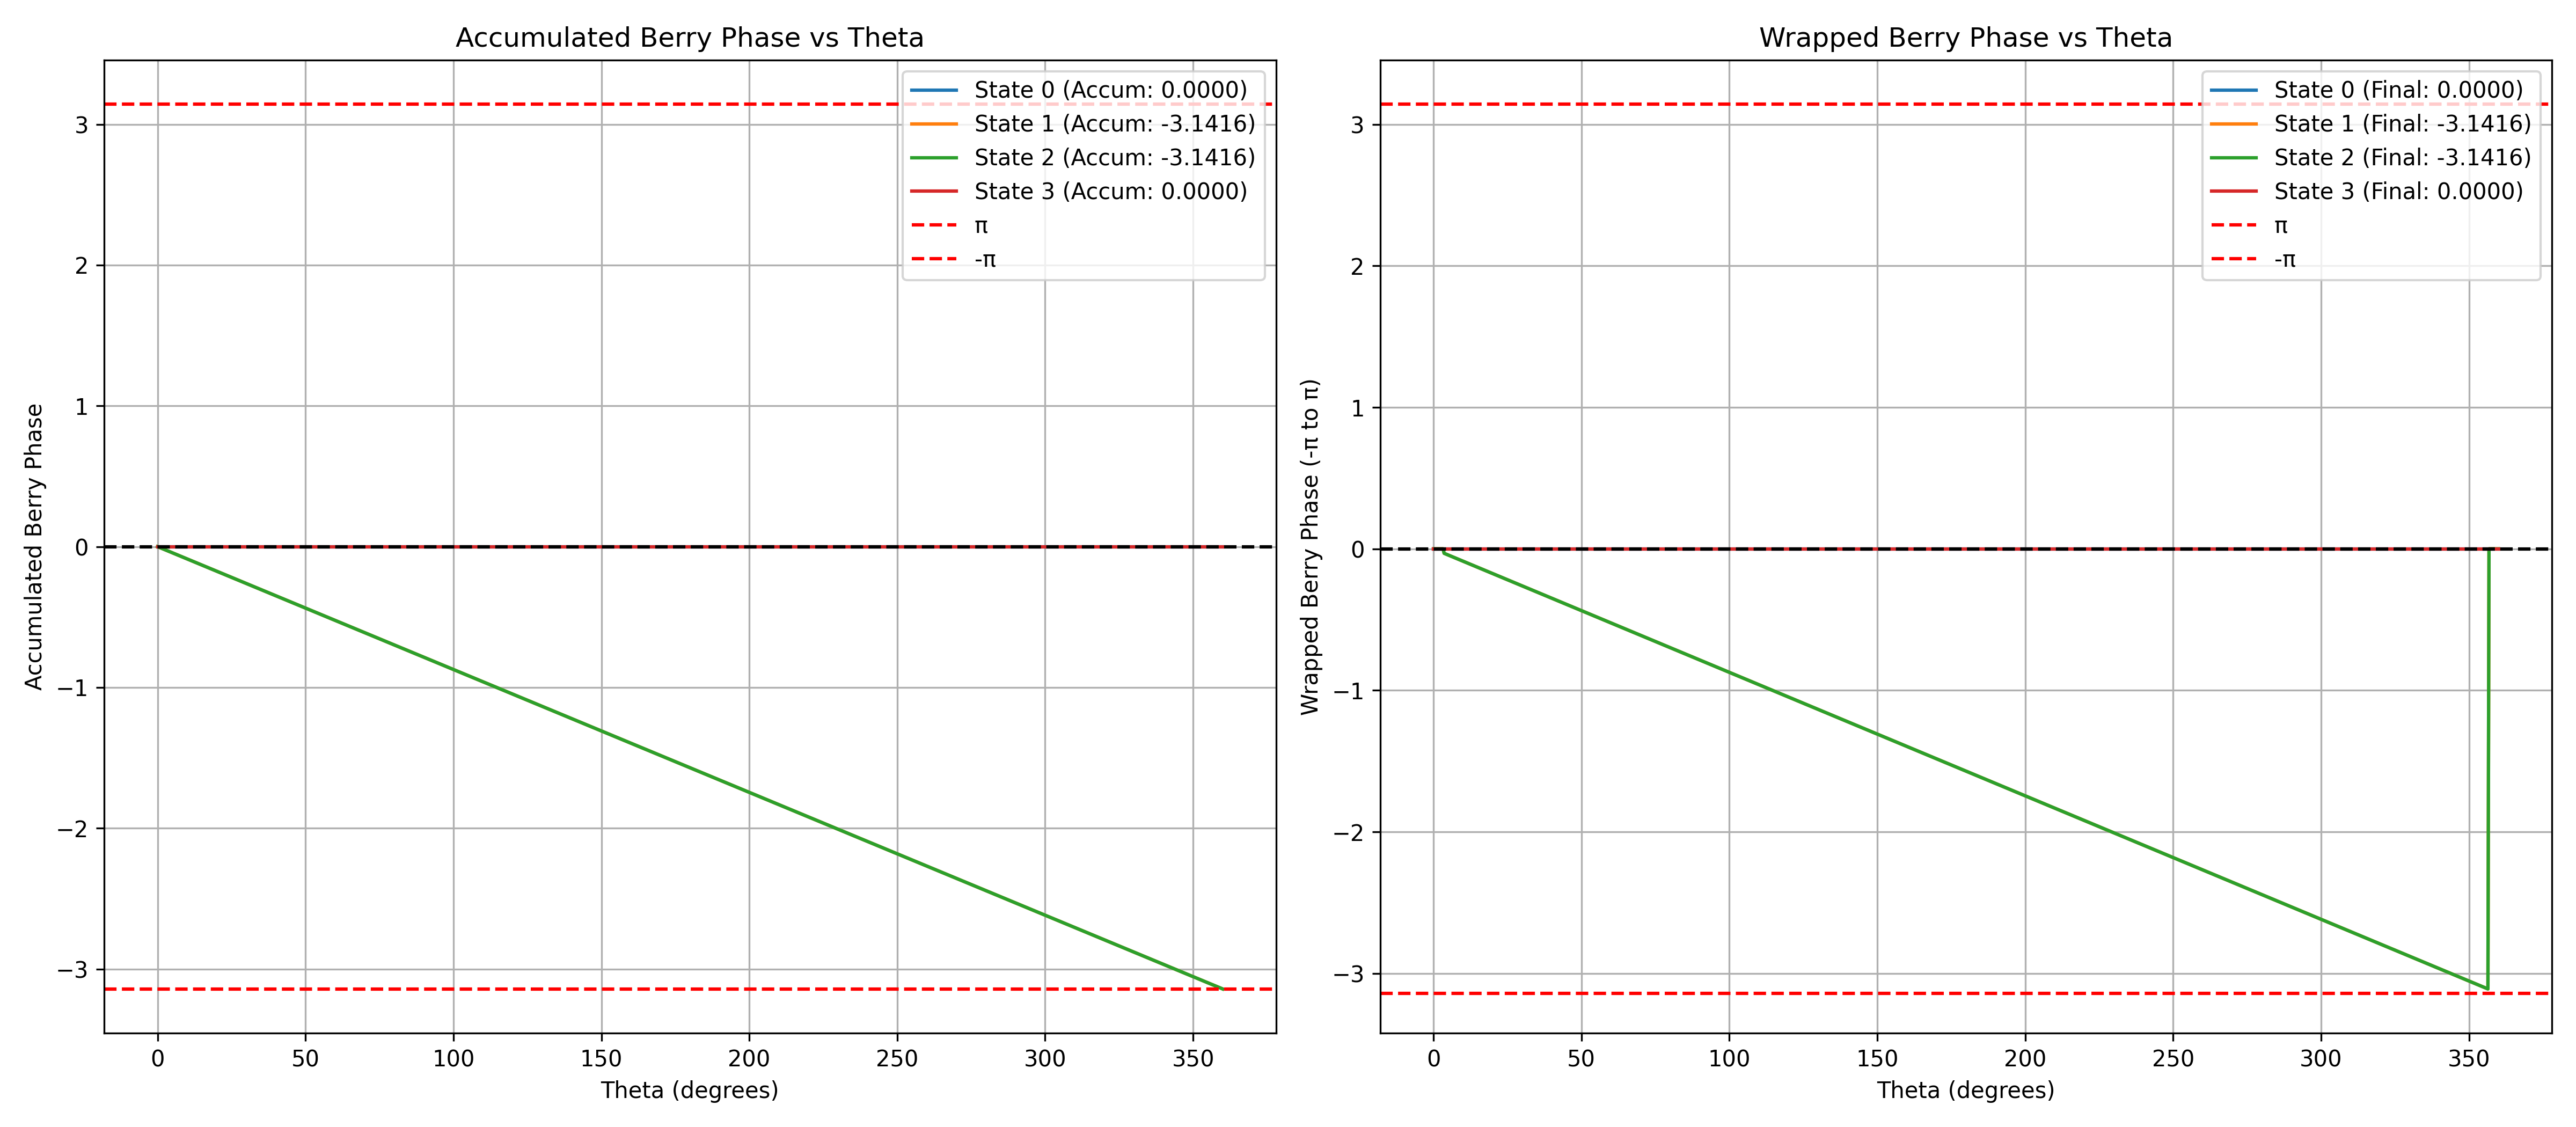 Accumulated Berry Phase vs Theta
Accumulated Berry Phase
3
2
1
0
−1
−2
−3
State 0 (Accum: 0.0000)
State 1 (Accum: -3.1416)
State 2 (Accum: -3.1416)
State 3 (Accum: 0.0000)
π
-π
0 50 100 150 200 250 300 350
Theta (degrees)
Wrapped Berry Phase vs Theta
Wrapped Berry Phase (-π to π)
3
2
1
0
−1
−2
−3
State 0 (Final: 0.0000)
State 1 (Final: -3.1416)
State 2 (Final: -3.1416)
State 3 (Final: 0.0000)
π
-π
0 50 100 150 200 250 300 350
Theta (degrees)